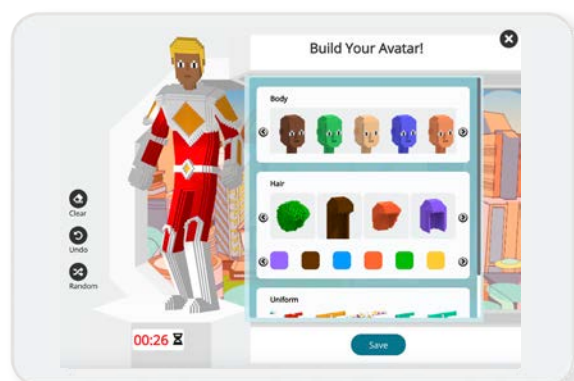 Build Your Avatar!
Body
Hair
Clear
Undo
Random
Uniform
00:26
Save